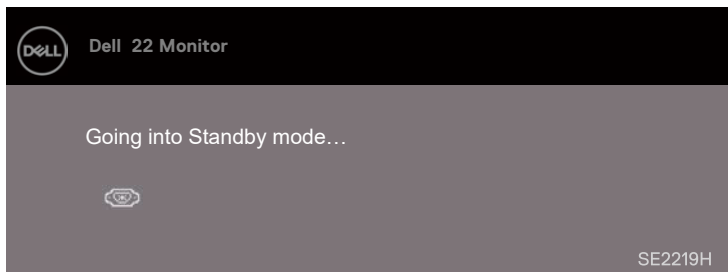 DELL
Dell 22 Monitor
Going into Standby mode…
SE2219H